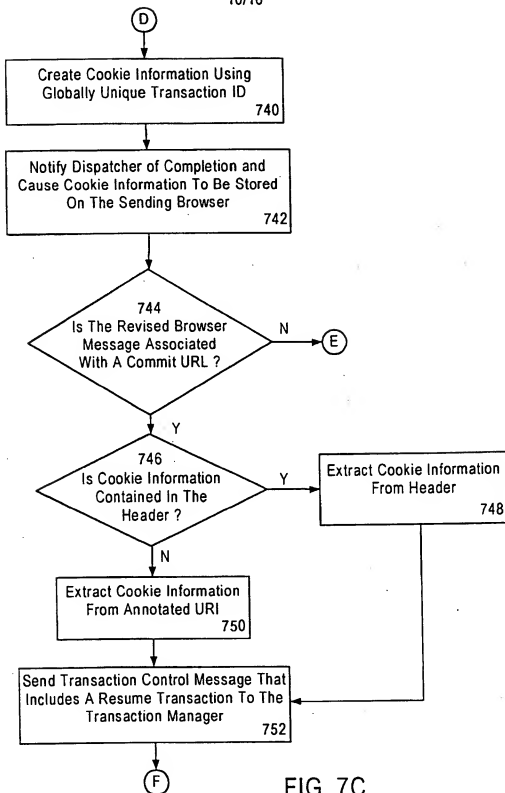 D
Create Cookie Information Using
Globally Unique Transaction ID
740
Notify Dispatcher of Completion and
Cause Cookie Information To Be Stored
On The Sending Browser
742
744
Is The Revised Browser
Message Associated
With A Commit URL ?
N
E
Y
746
Is Cookie Information
Contained In The
Header ?
Y
Extract Cookie Information
From Header
748
N
Extract Cookie Information
From Annotated URI
750
Send Transaction Control Message That
Includes A Resume Transaction To The
Transaction Manager
752
F
FIG. 7C